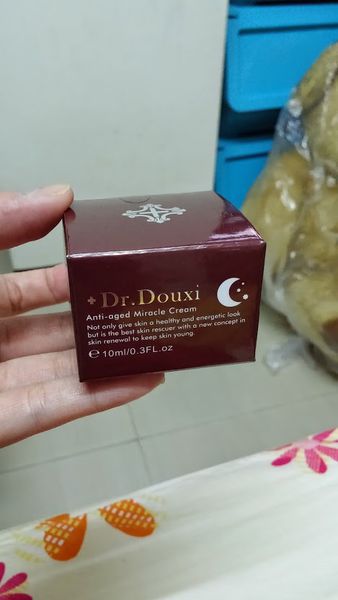 + Dr.Douxi
Anti-aged Miracle Cream
Not only give skin a healthy and energetic look
but is the best skin rescuer with a new concept in
skin renewal to keep skin young.
℮ 10ml/0.3FL.oz